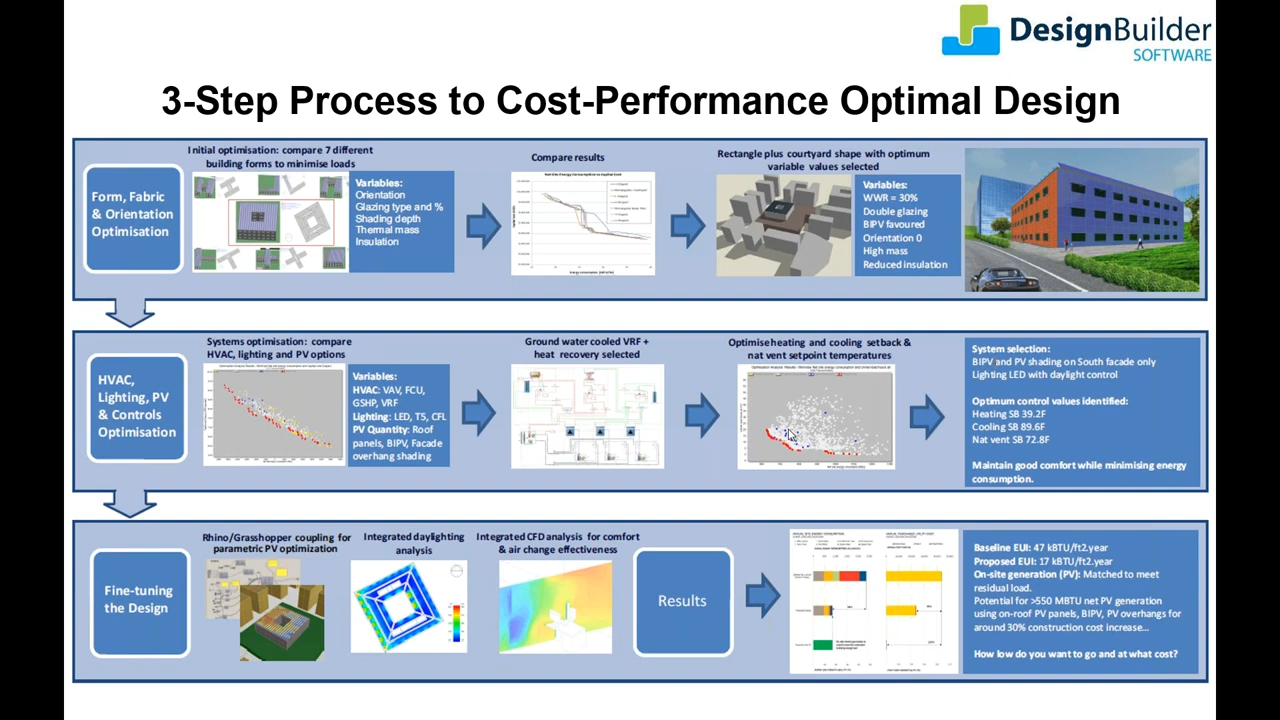 DesignBuilder
SOFTWARE
3-Step Process to Cost-Performance Optimal Design
Form, Fabric
& Orientation
Optimisation
Initial optimisation: compare 7 different
building forms to minimise loads
Variables:
Orientation
Glazing type and %
Shading depth
Thermal mass
Insulation
Compare results
Rectangle plus courtyard shape with optimum
variable values selected
Variables:
WWR = 30%
Double glazing
BIPV favoured
Orientation 0
High mass
Reduced insulation
HVAC,
Lighting, PV
& Controls
Optimisation
Systems optimisation: compare
HVAC, lighting and PV options
Variables:
HVAC: VAV, FCU,
GSHP, VRF
Lighting: LED, T5, CFL
PV Quantity: Roof
panels, BIPV, Facade
overhang shading
Ground water cooled VRF +
heat recovery selected
Optimise heating and cooling setback &
nat vent setpoint temperatures
System selection:
BIPV and PV shading on South facade only
Lighting LED with daylight control
Optimum control values identified:
Heating SB 39.2F
Cooling SB 89.6F
Nat vent SB 72.8F
Maintain good comfort while minimising energy
consumption.
Fine-tuning
the Design
Rhino/Grasshopper coupling for
parametric PV optimization
Integrated daylighting
analysis
Integrated CFD analysis for comfort
& air change effectiveness
Results
Baseline EUI: 47 kBTU/ft2.year
Proposed EUI: 17 kBTU/ft2.year
On-site generation (PV): Matched to meet
residual load.
Potential for >550 MBTU net PV generation
using on-roof PV panels, BIPV, PV overhangs for
around 30% construction cost increase...
How low do you want to go and at what cost?